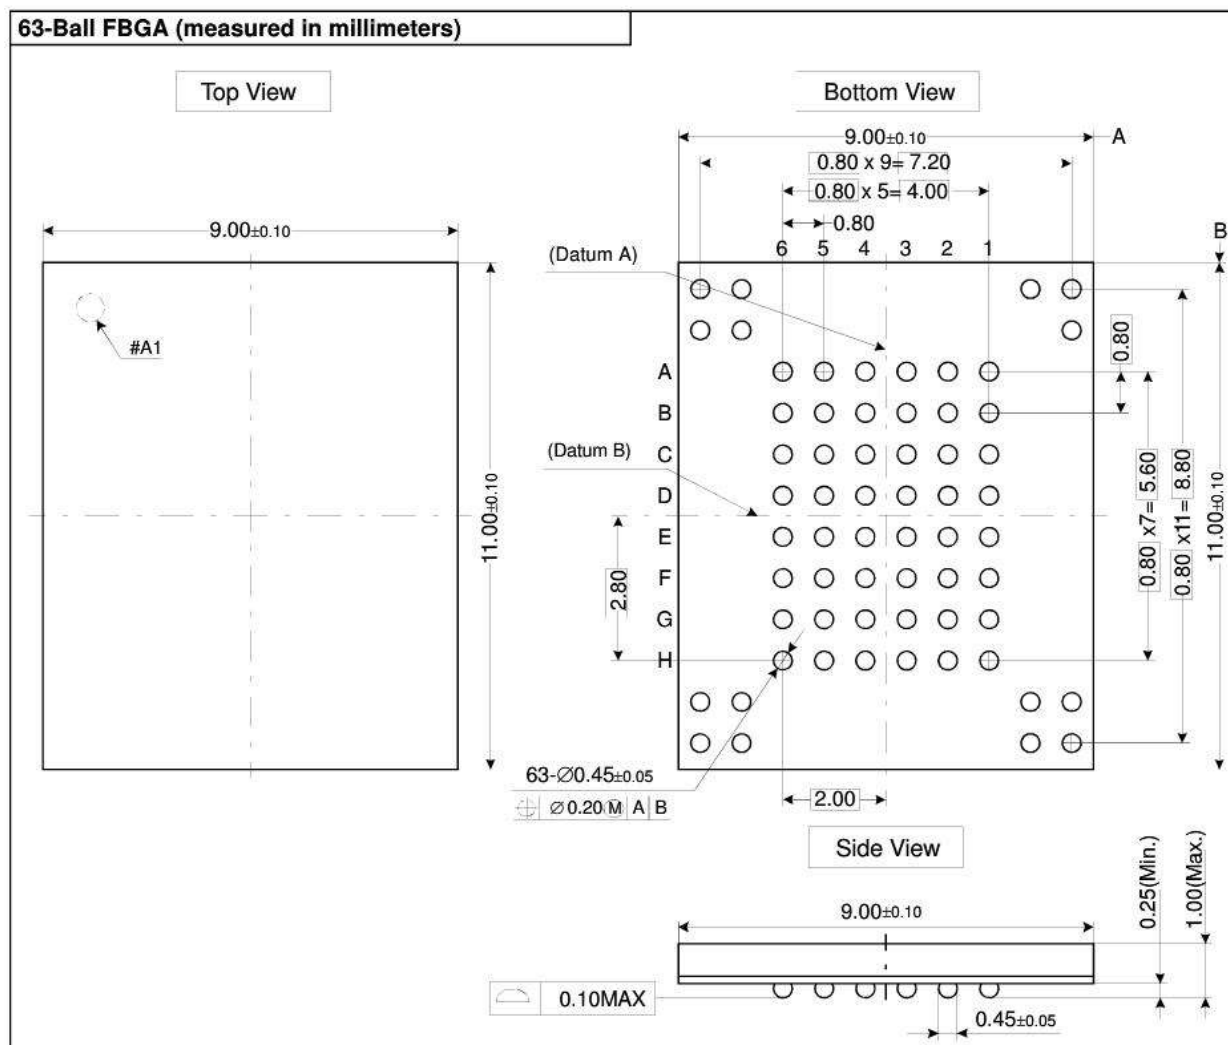 63-Ball FBGA (measured in millimeters)
Top View
Bottom View
9.00±0.10
A
0.80 x 9= 7.20
0.80 x 5= 4.00
0.80
9.00±0.10
6 5 4 3 2 1
B
(Datum A)
#A1
0.80
A
B
C
(Datum B)
D
E
F
G
H
11.00±0.10
2.80
0.80 x7= 5.60
0.80 x11= 8.80
11.00±0.10
63-Ø0.45±0.05
⌖ Ø 0.20 Ⓜ A B
2.00
Side View
0.25(Min.)
1.00(Max.)
9.00±0.10
0.10MAX
0.45±0.05